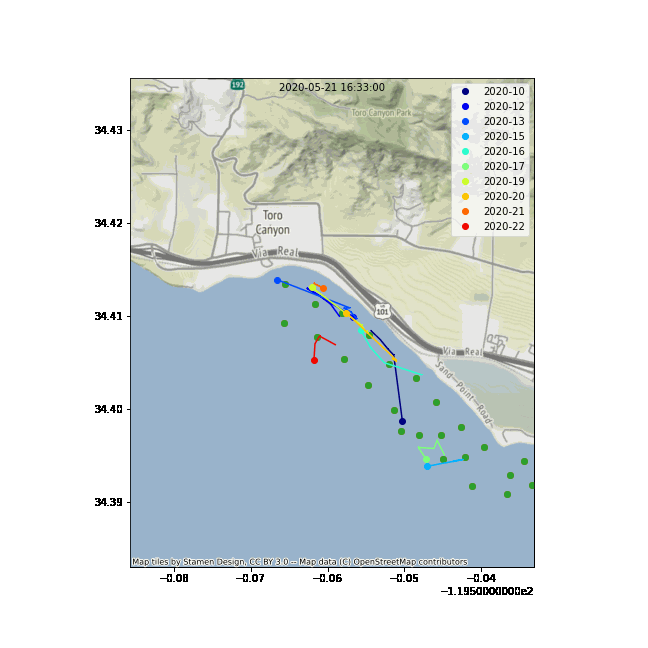 192
2020-05-21 16:33:00
Toro Canyon Park
2020-10
2020-12
2020-13
2020-15
2020-16
2020-17
2020-19
2020-20
2020-21
2020-22
34.43
34.42
34.41
34.40
34.39
Toro
Canyon
Via Real
US
101
Via Real
Sand-Point-Road
Map tiles by Stamen Design, CC BY 3.0 -- Map data (C) OpenStreetMap contributors
−0.08
−0.07
−0.06
−0.05
−0.04